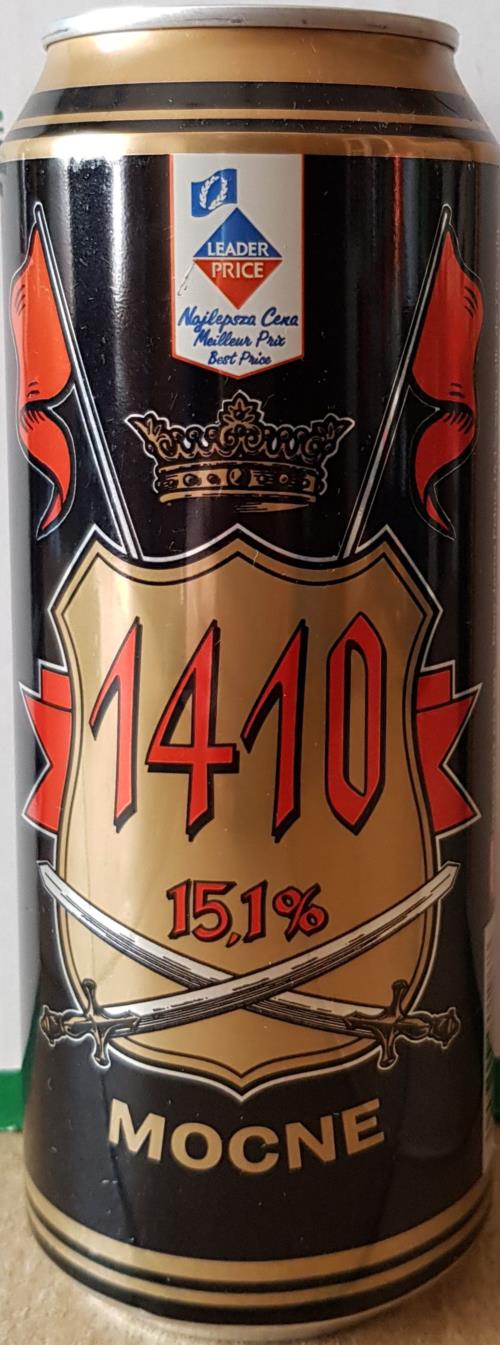 LEADER
PRICE
Najlepsza Cena
Meilleur Prix
Best Price
1410
15,1%
MOCNE